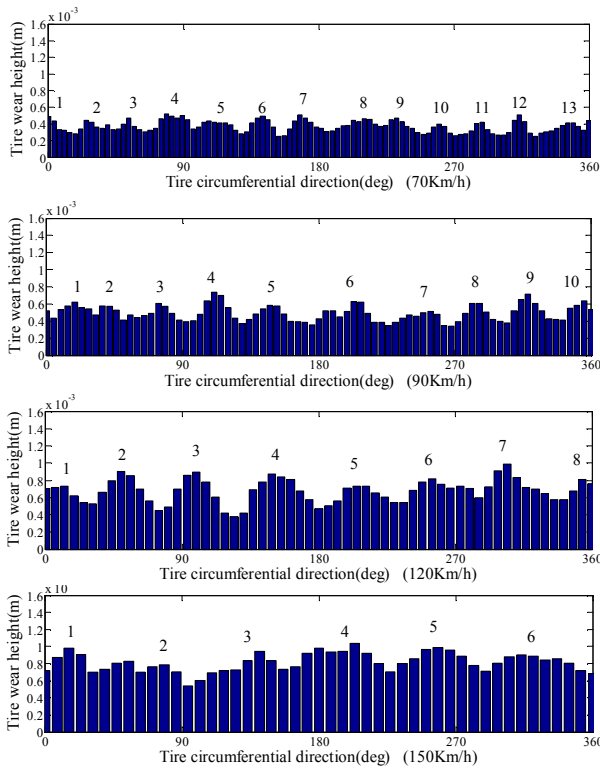 x 10^-3
1.6
1.4
1.2
1
0.8
0.6
0.4
0.2
0
Tire wear height(m)
1 2 3 4 5 6 7 8 9 10 11 12 13
0 90 180 270 360
Tire circumferential direction(deg) (70Km/h)
x 10^-3
1.6
1.4
1.2
1
0.8
0.6
0.4
0.2
0
Tire wear height(m)
1 2 3 4 5 6 7 8 9 10
0 90 180 270 360
Tire circumferential direction(deg) (90Km/h)
x 10^-3
1.6
1.4
1.2
1
0.8
0.6
0.4
0.2
0
Tire wear height(m)
1 2 3 4 5 6 7 8
0 90 180 270 360
Tire circumferential direction(deg) (120Km/h)
x 10
1.6
1.4
1.2
1
0.8
0.6
0.4
0.2
0
Tire wear height(m)
1 2 3 4 5 6
0 90 180 270 360
Tire circumferential direction(deg) (150Km/h)